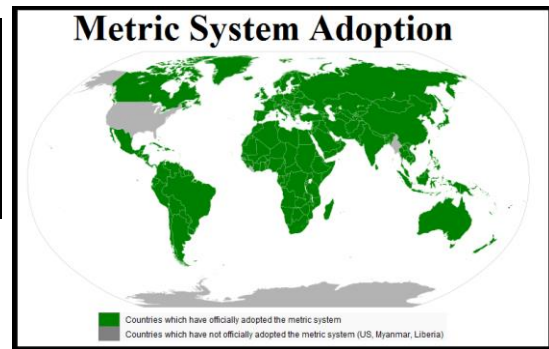 Metric System Adoption
Countries which have officially adopted the metric system
Countries which have not officially adopted the metric system (US, Myanmar, Liberia)